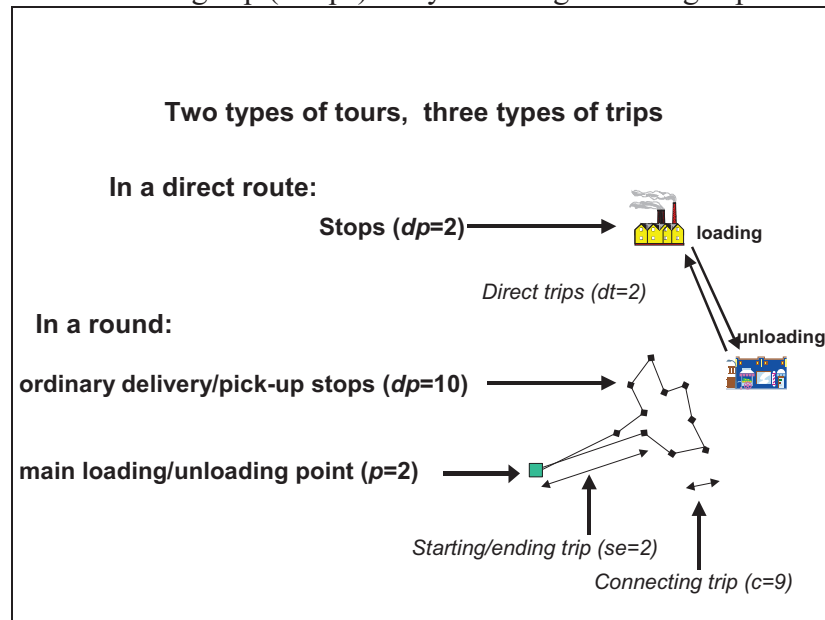 Two types of tours, three types of trips
In a direct route:
Stops (dp=2)
loading
Direct trips (dt=2)
In a round:
unloading
ordinary delivery/pick-up stops (dp=10)
main loading/unloading point (p=2)
Starting/ending trip (se=2)
Connecting trip (c=9)